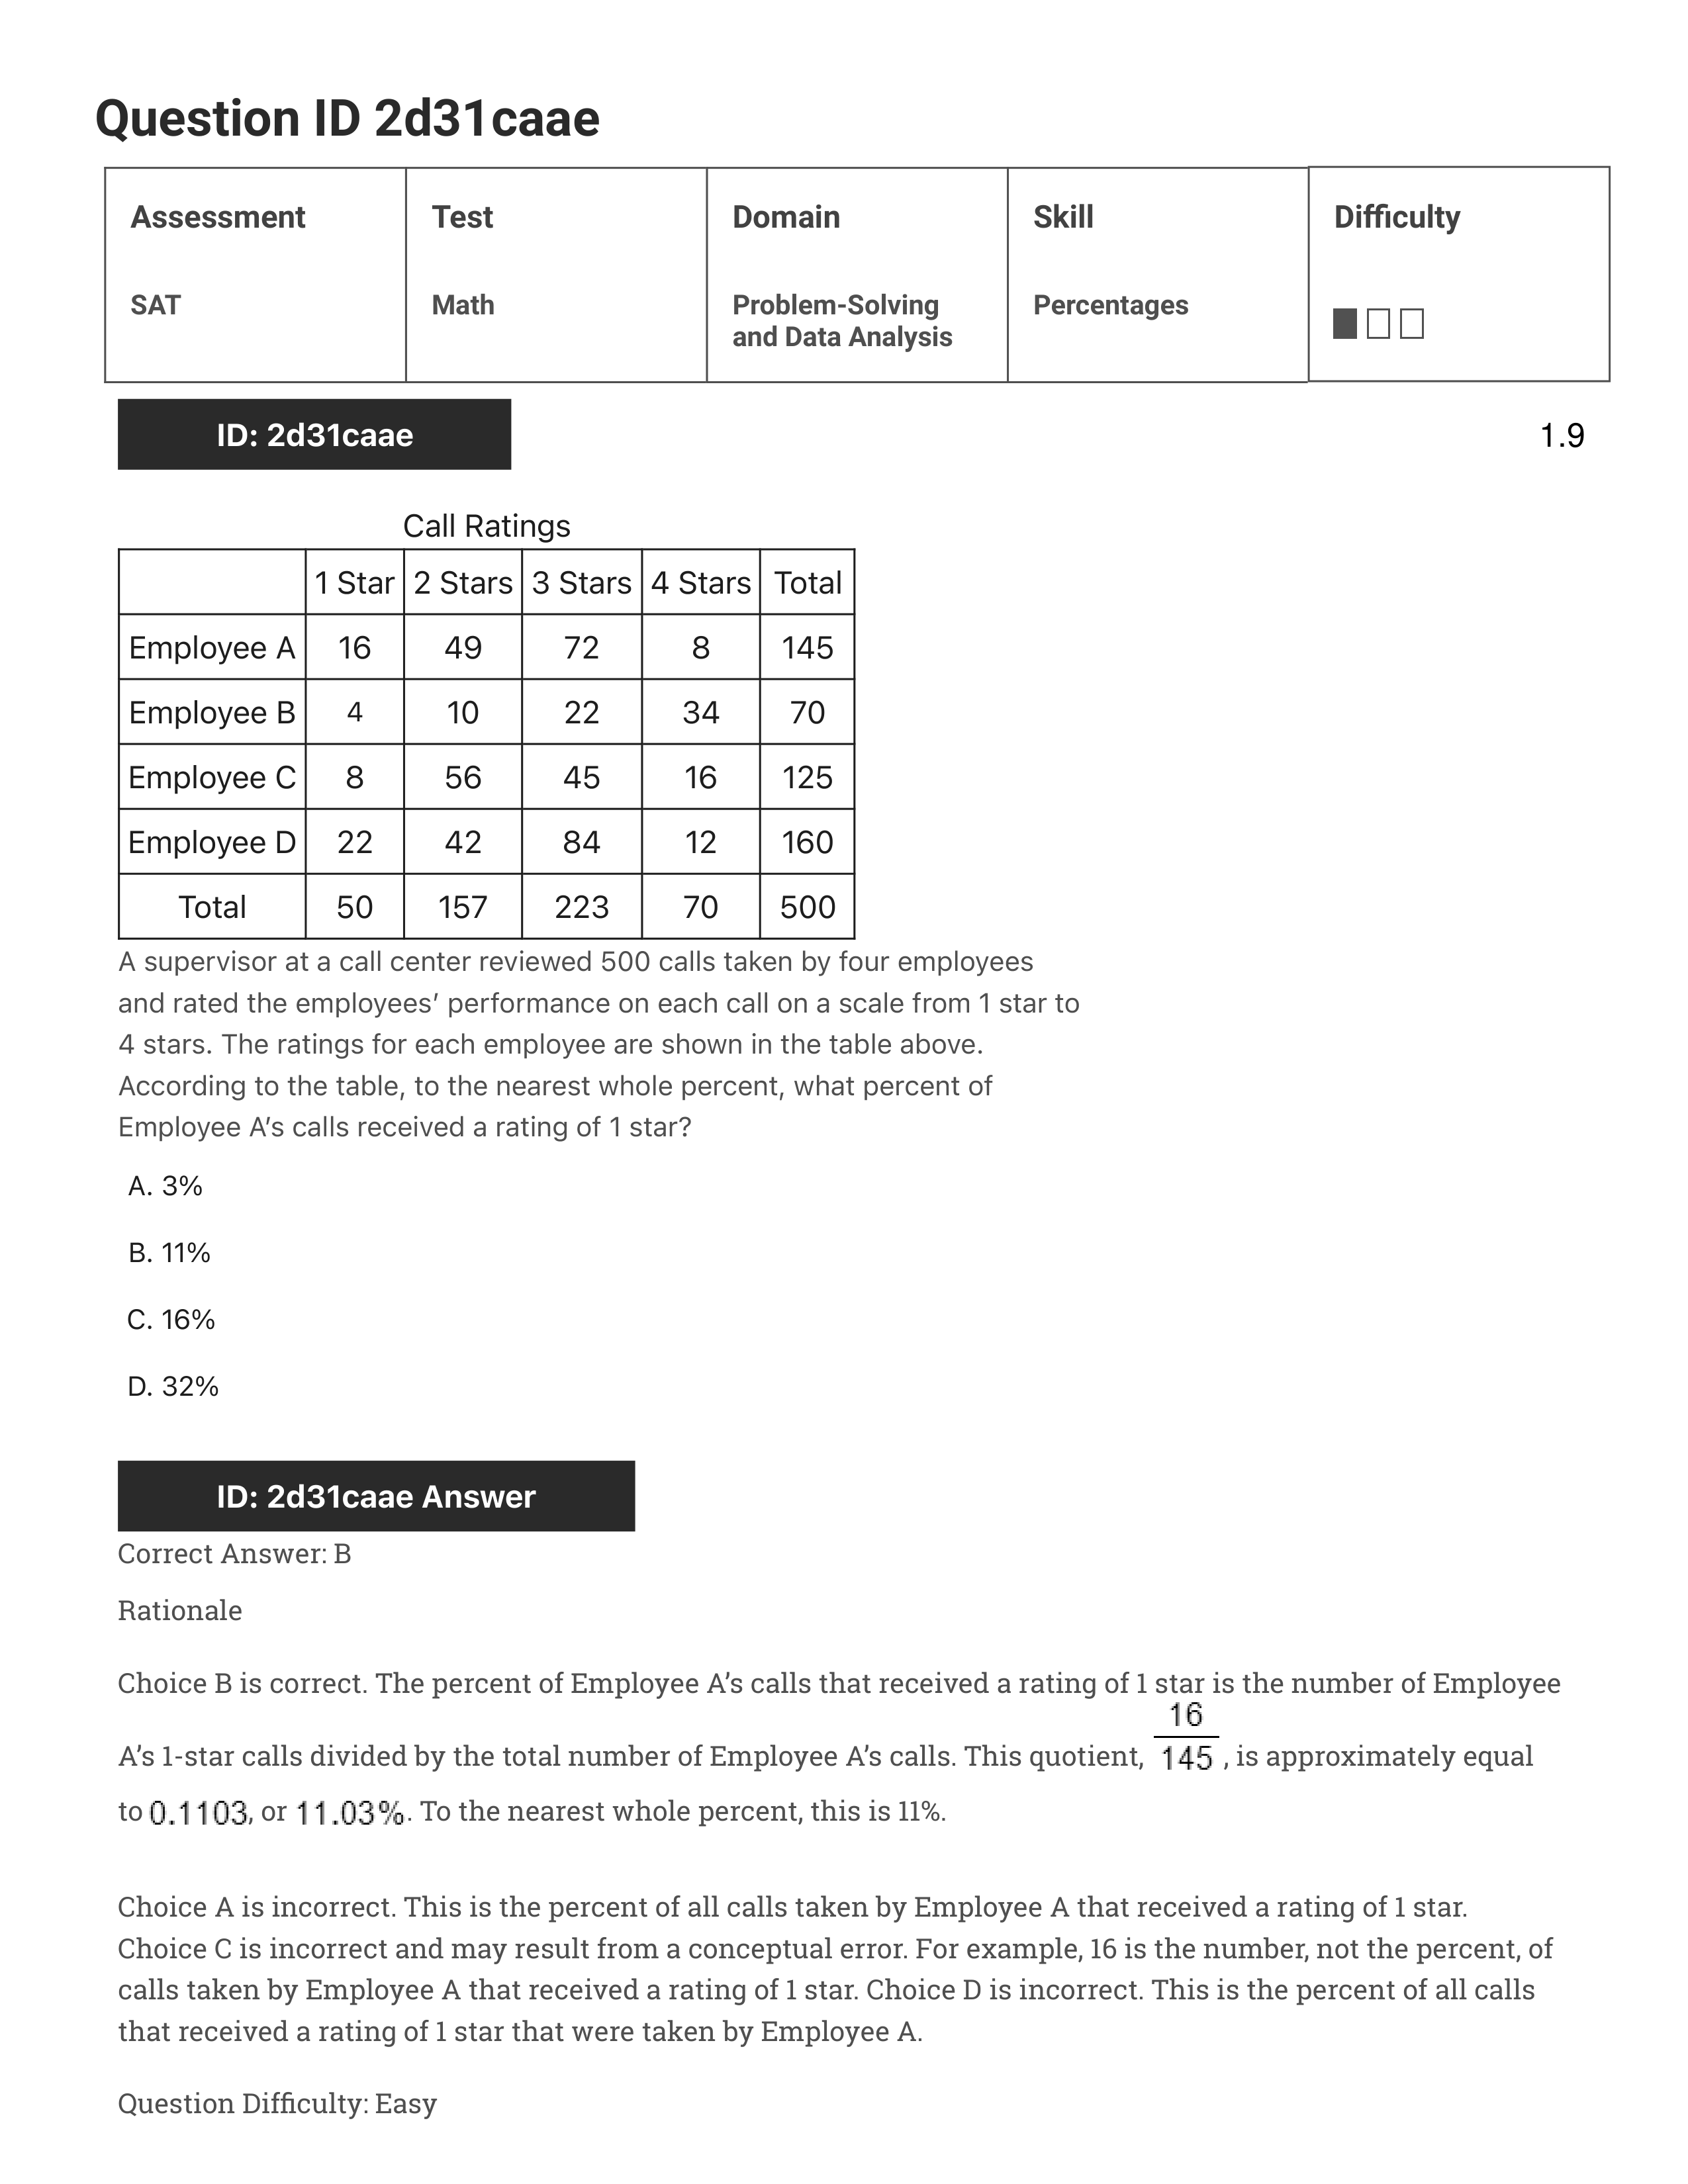 Question ID 2d31caae
Assessment Test Domain Skill Difficulty
SAT Math Problem-Solving and Data Analysis Percentages
ID: 2d31caae 1.9
Call Ratings
1 Star 2 Stars 3 Stars 4 Stars Total
Employee A 16 49 72 8 145
Employee B 4 10 22 34 70
Employee C 8 56 45 16 125
Employee D 22 42 84 12 160
Total 50 157 223 70 500
A supervisor at a call center reviewed 500 calls taken by four employees
and rated the employees’ performance on each call on a scale from 1 star to
4 stars. The ratings for each employee are shown in the table above.
According to the table, to the nearest whole percent, what percent of
Employee A’s calls received a rating of 1 star?
A. 3%
B. 11%
C. 16%
D. 32%
ID: 2d31caae Answer
Correct Answer: B
Rationale
Choice B is correct. The percent of Employee A’s calls that received a rating of 1 star is the number of Employee
A’s 1-star calls divided by the total number of Employee A’s calls. This quotient, 16/145, is approximately equal
to 0.1103, or 11.03%. To the nearest whole percent, this is 11%.
Choice A is incorrect. This is the percent of all calls taken by Employee A that received a rating of 1 star.
Choice C is incorrect and may result from a conceptual error. For example, 16 is the number, not the percent, of
calls taken by Employee A that received a rating of 1 star. Choice D is incorrect. This is the percent of all calls
that received a rating of 1 star that were taken by Employee A.
Question Difficulty: Easy